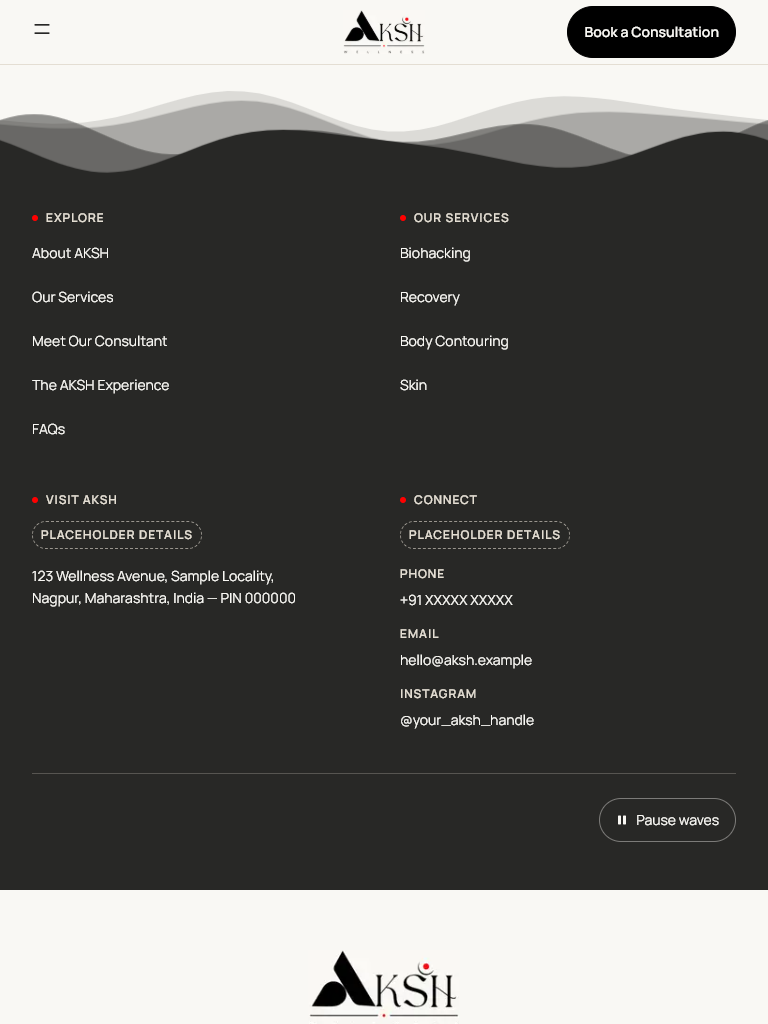 AKSH
WELLNESS
Book a Consultation
EXPLORE
About AKSH
Our Services
Meet Our Consultant
The AKSH Experience
FAQs
OUR SERVICES
Biohacking
Recovery
Body Contouring
Skin
VISIT AKSH
PLACEHOLDER DETAILS
123 Wellness Avenue, Sample Locality,
Nagpur, Maharashtra, India — PIN 000000
CONNECT
PLACEHOLDER DETAILS
PHONE
+91 XXXXX XXXXX
EMAIL
hello@aksh.example
INSTAGRAM
@your_aksh_handle
Pause waves
AKSH